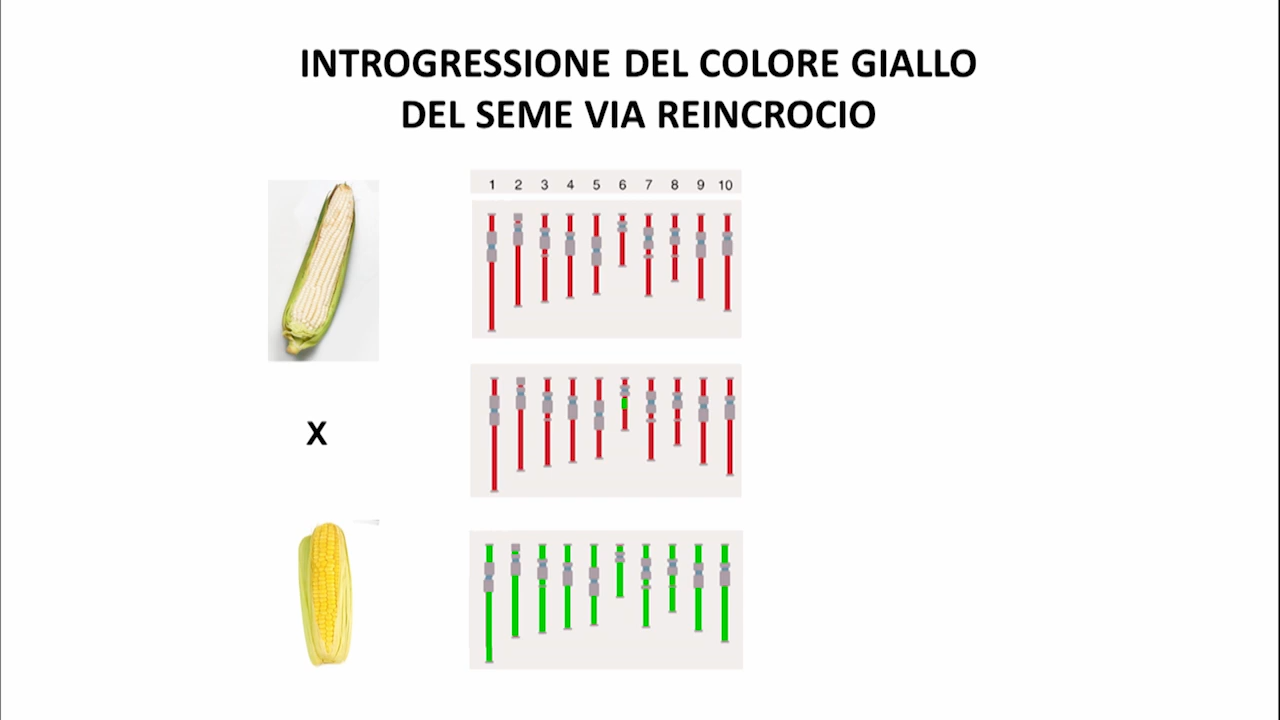 INTROGRESSIONE DEL COLORE GIALLO
DEL SEME VIA REINCROCIO
1 2 3 4 5 6 7 8 9 10
X